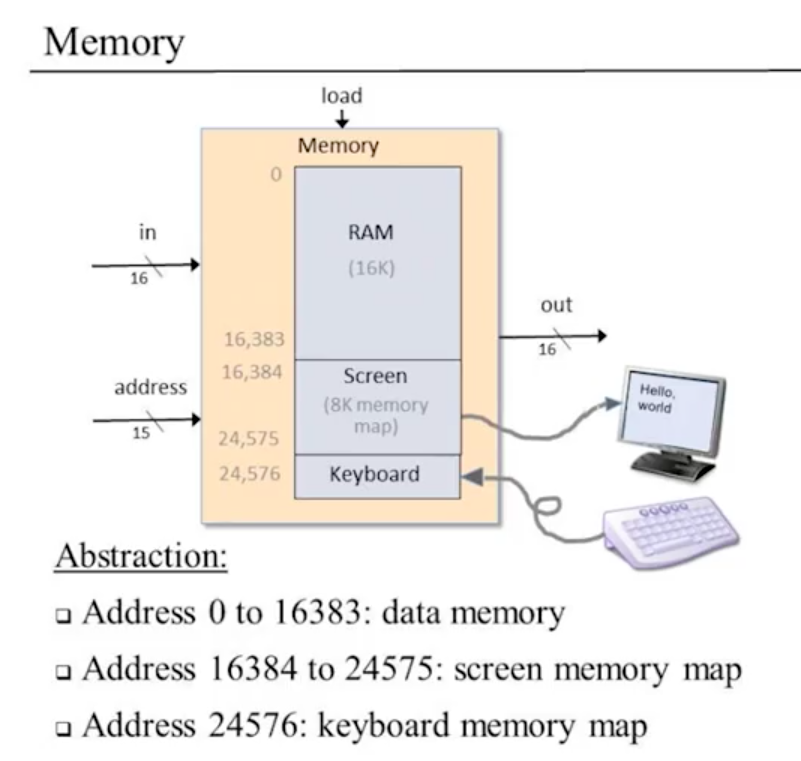 Memory
load
Memory
0
in
16
RAM
(16K)
out
16
16,383
16,384
address
15
Screen
(8K memory
map)
Hello,
world
24,575
24,576
Keyboard
Abstraction:
❑ Address 0 to 16383: data memory
❑ Address 16384 to 24575: screen memory map
❑ Address 24576: keyboard memory map